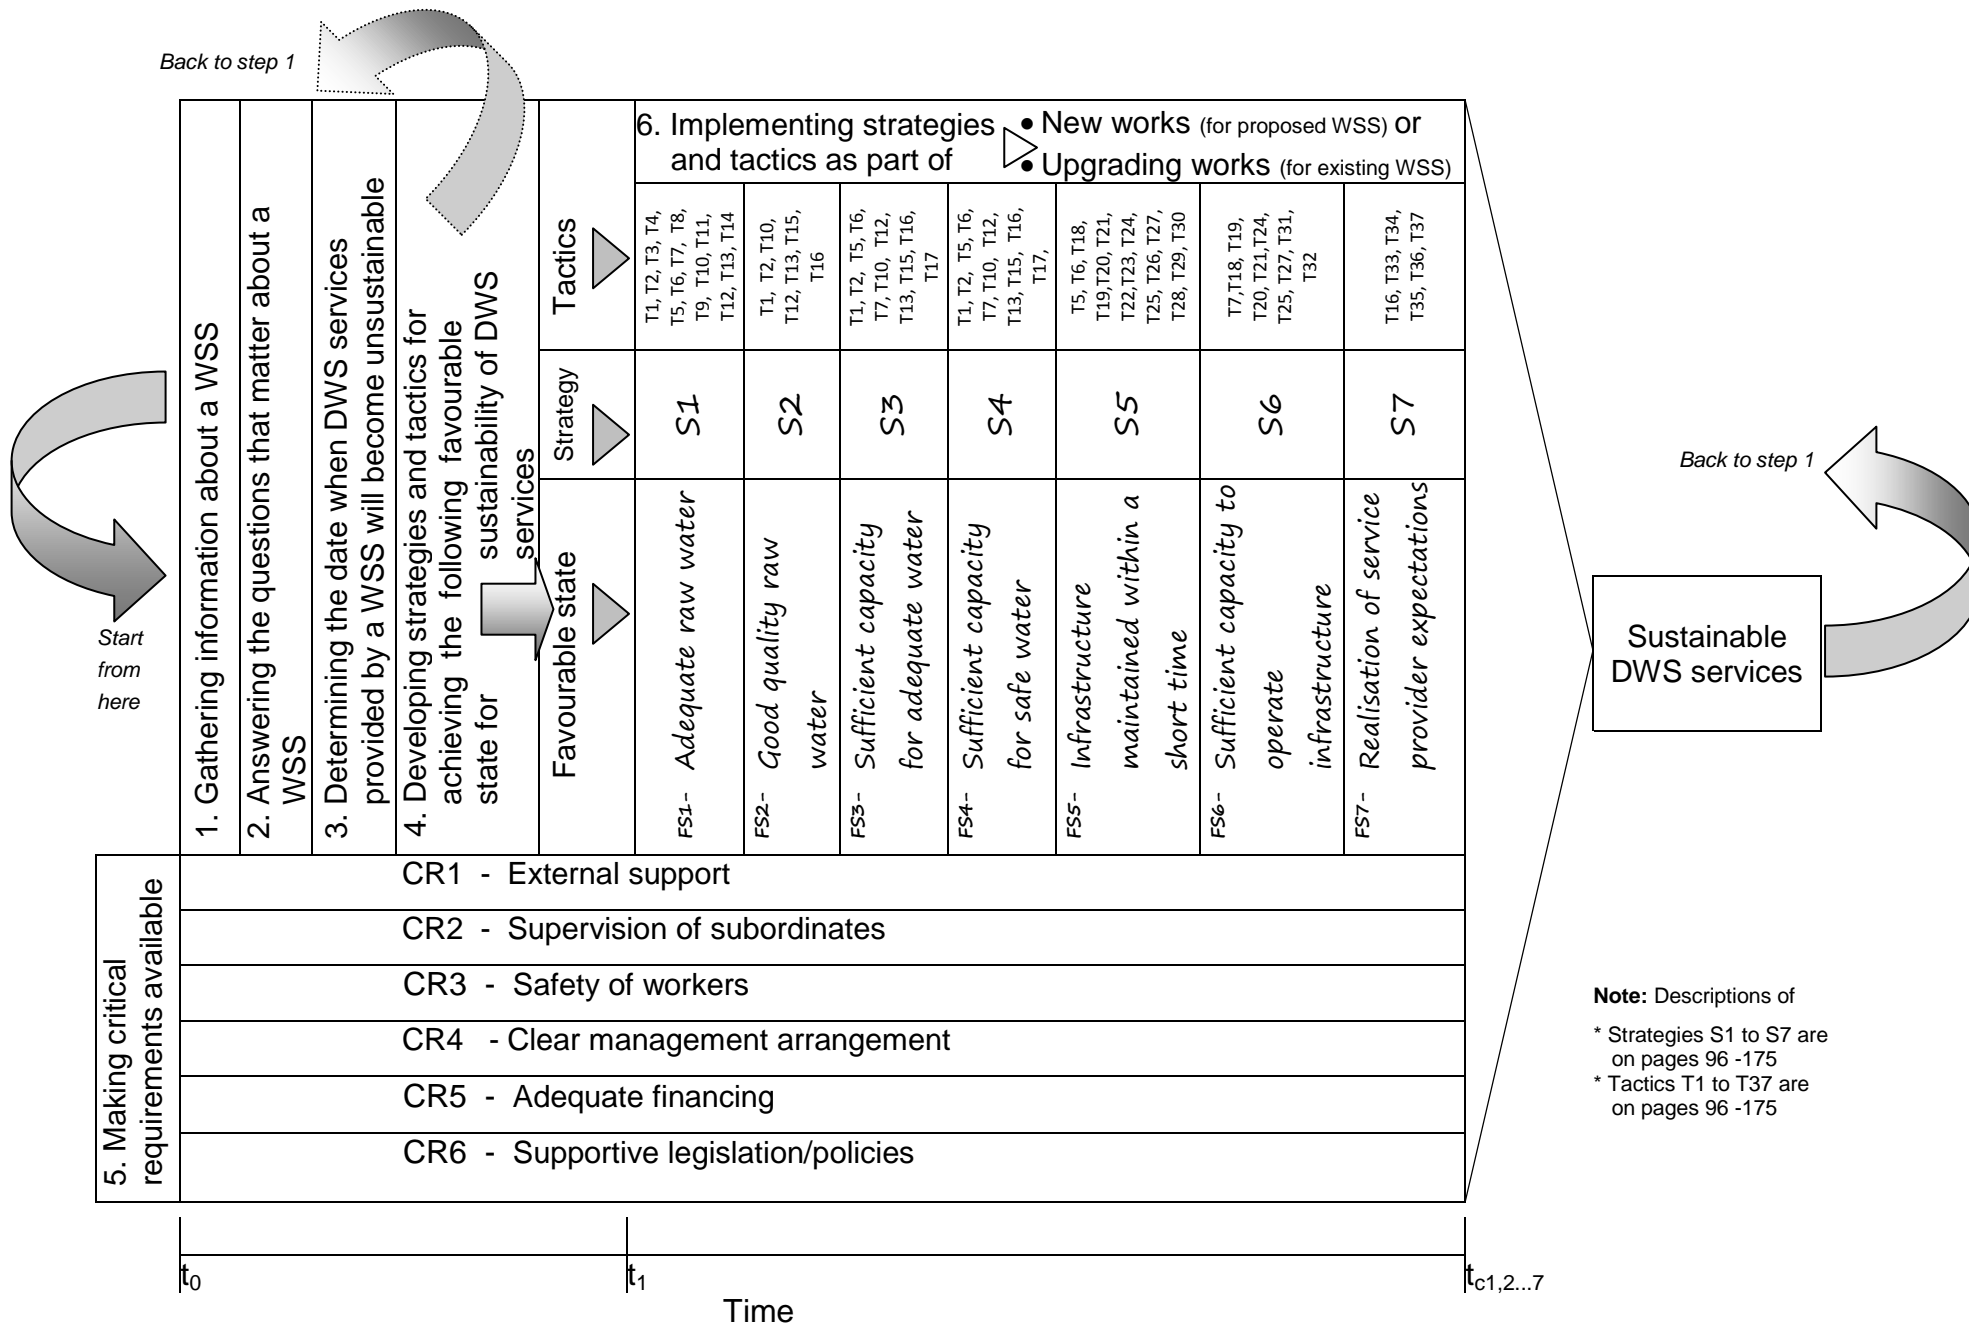 Back to step 1
Start
from
here
1. Gathering information about a WSS
2. Answering the questions that matter about a
WSS
3. Determining the date when DWS services
provided by a WSS will become unsustainable
4. Developing strategies and tactics for
achieving the following favourable
state for sustainability of DWS
services
Tactics
Strategy
Favourable state
6. Implementing strategies
and tactics as part of
• New works (for proposed WSS) or
• Upgrading works (for existing WSS)
T1, T2, T3, T4,
T5, T6, T7, T8,
T9, T10, T11,
T12, T13, T14
T1, T2, T10,
T12, T13, T15,
T16
T1, T2, T5, T6,
T7, T10, T12,
T13, T15, T16,
T17
T1, T2, T5, T6,
T7, T10, T12,
T13, T15, T16,
T17,
T5, T6, T18,
T19,T20, T21,
T22,T23, T24,
T25, T26, T27,
T28, T29, T30
T7,T18, T19,
T20, T21,T24,
T25, T27, T31,
T32
T16, T33, T34,
T35, T36, T37
S1
S2
S3
S4
S5
S6
S7
FS1- Adequate raw water
FS2- Good quality raw
water
FS3- Sufficient capacity
for adequate water
FS4- Sufficient capacity
for safe water
FS5- Infrastructure
maintained within a
short time
FS6- Sufficient capacity to
operate
infrastructure
FS7- Realisation of service
provider expectations
5. Making critical
requirements available
CR1 - External support
CR2 - Supervision of subordinates
CR3 - Safety of workers
CR4 - Clear management arrangement
CR5 - Adequate financing
CR6 - Supportive legislation/policies
t0
t1
tc1,2...7
Time
Back to step 1
Sustainable
DWS services
Note: Descriptions of
* Strategies S1 to S7 are
on pages 96 -175
* Tactics T1 to T37 are
on pages 96 -175